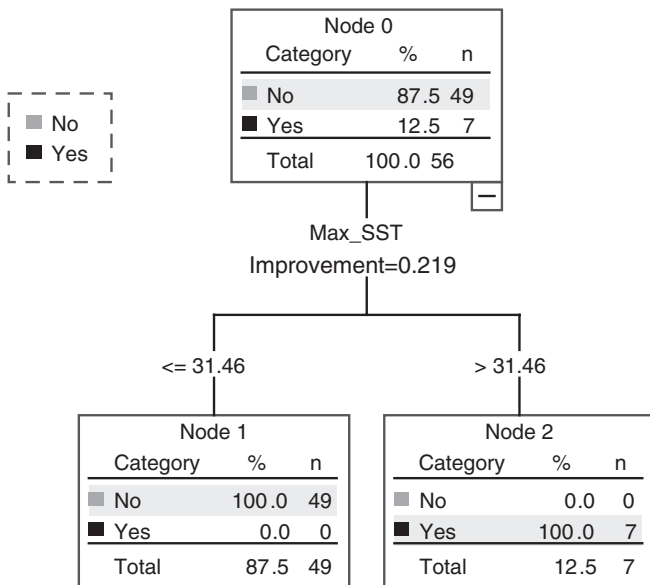 Node 0
Category % n
No 87.5 49
Yes 12.5 7
Total 100.0 56
No
Yes
Max_SST
Improvement=0.219
<= 31.46
> 31.46
Node 1
Category % n
No 100.0 49
Yes 0.0 0
Total 87.5 49
Node 2
Category % n
No 0.0 0
Yes 100.0 7
Total 12.5 7